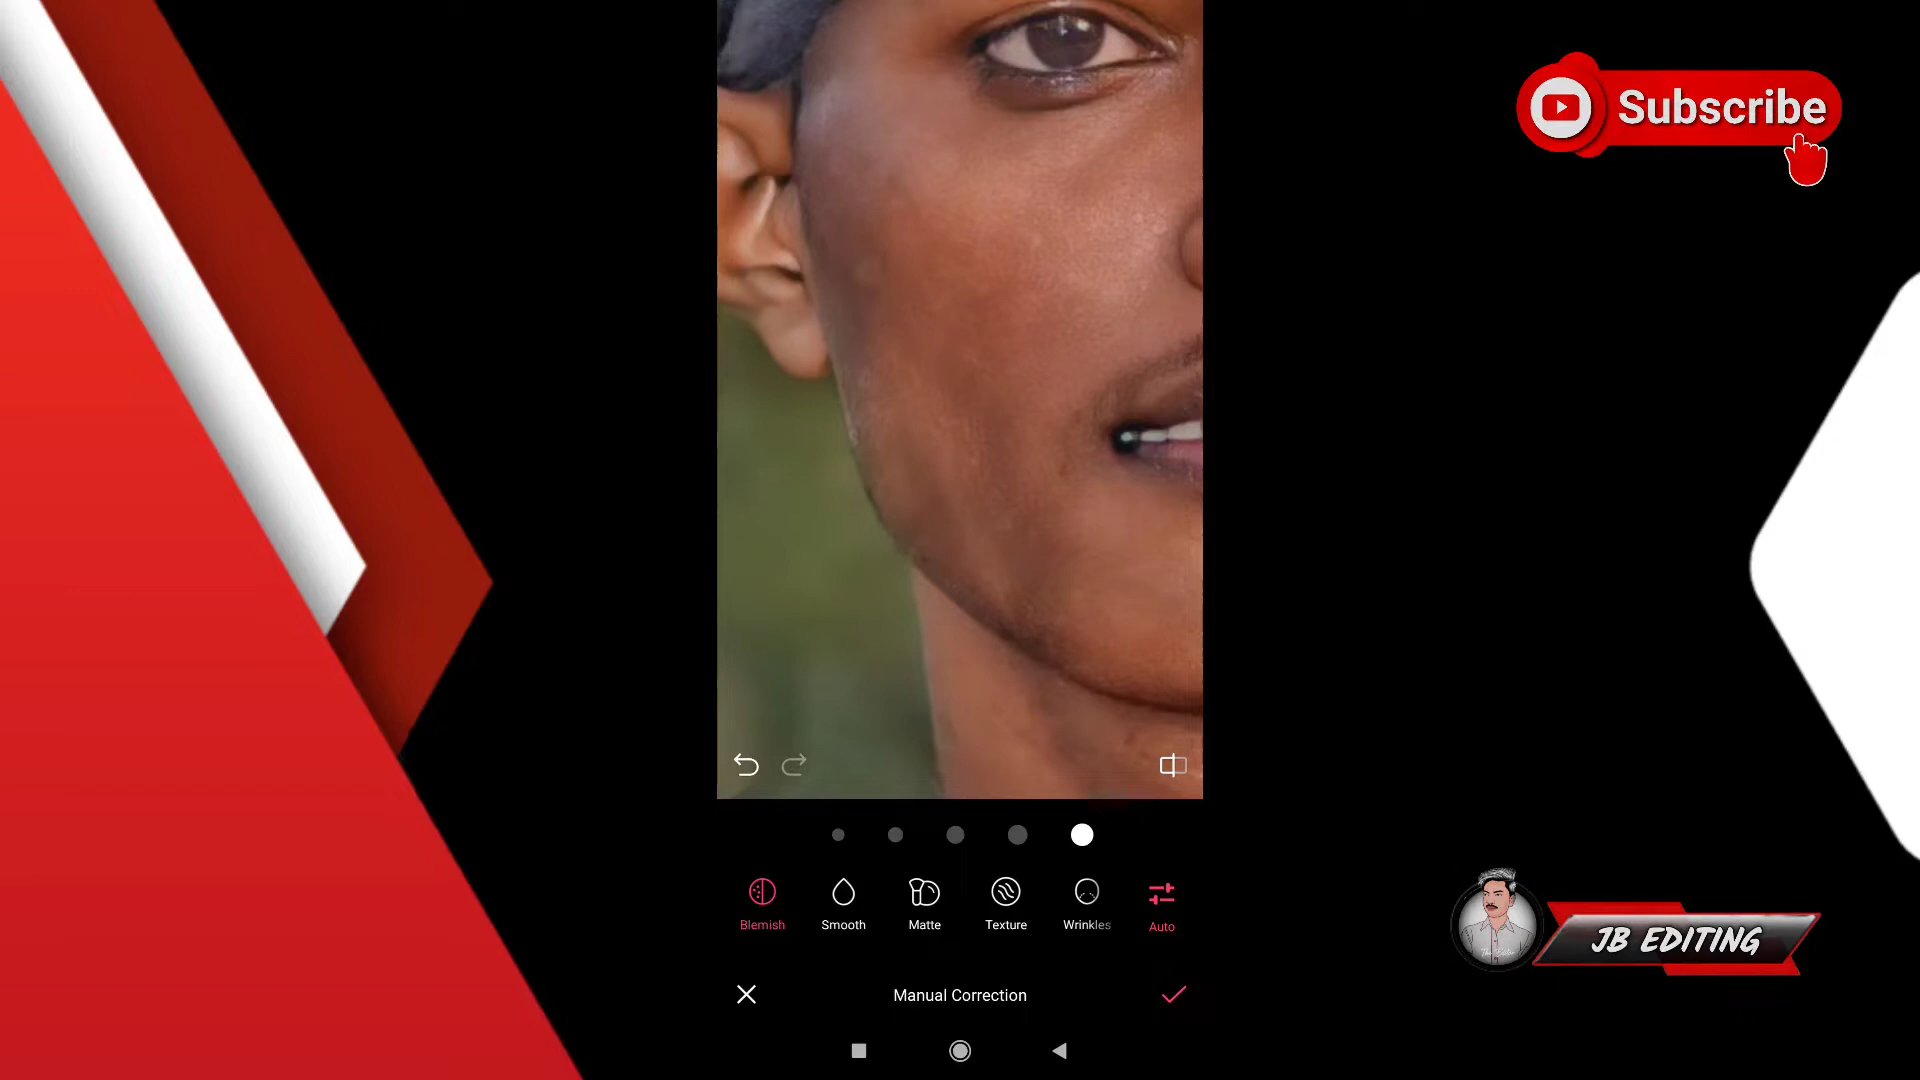 Subscribe
Blemish
Smooth
Matte
Texture
Wrinkles
Auto
JB EDITING
Manual Correction